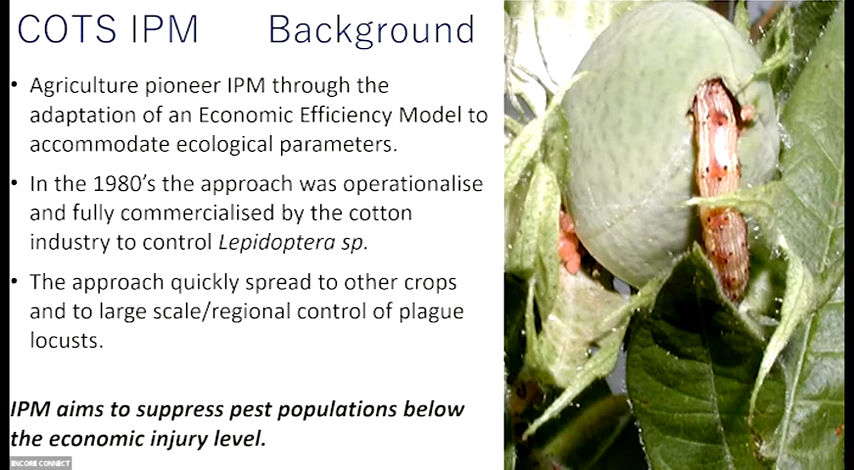 COTS IPM Background
• Agriculture pioneer IPM through the
adaptation of an Economic Efficiency Model to
accommodate ecological parameters.
• In the 1980's the approach was operationalise
and fully commercialised by the cotton
industry to control Lepidoptera sp.
• The approach quickly spread to other crops
and to large scale/regional control of plague
locusts.
IPM aims to suppress pest populations below
the economic injury level.
ENCORE CONNECT